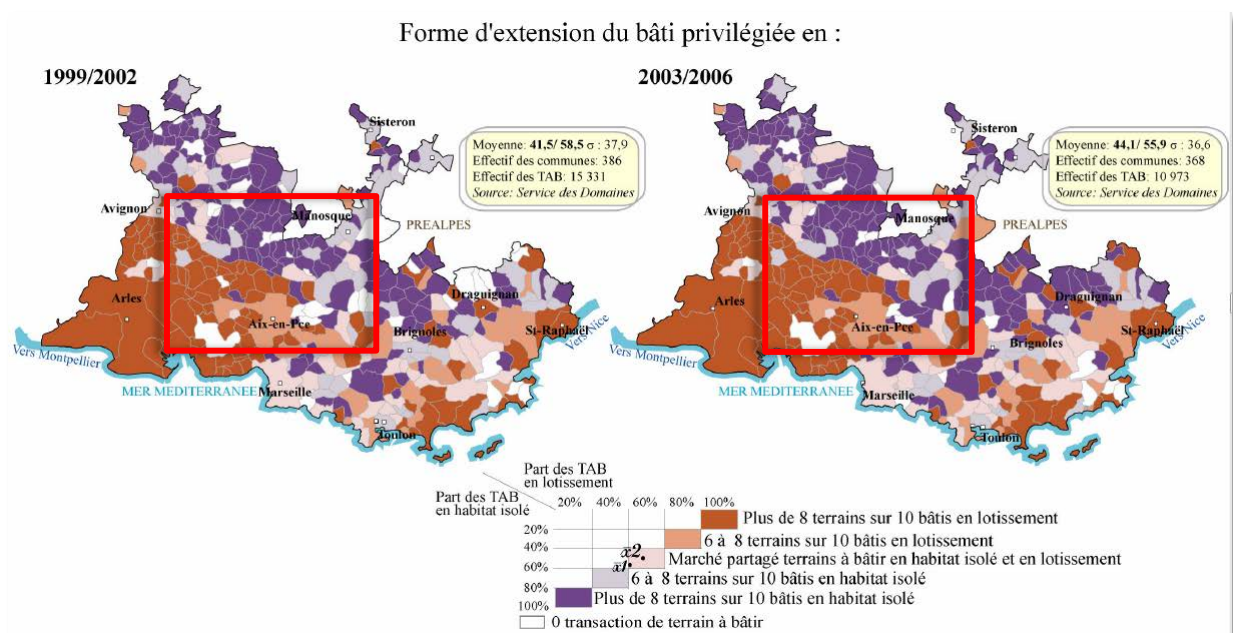 Forme d'extension du bâti privilégiée en :
1999/2002
Sisteron
Moyenne: 41,5/ 58,5 σ : 37,9
Effectif des communes: 386
Effectif des TAB: 15 331
Source: Service des Domaines
Avignon
Manosque
PREALPES
Arles
Draguignan
Aix-en-Pce
St-Raphaël
Brignoles
Vers Nice
Vers Montpellier
MER MEDITERRANEE
Marseille
Toulon
2003/2006
Sisteron
Moyenne: 44,1/ 55,9 σ : 36,6
Effectif des communes: 368
Effectif des TAB: 10 973
Source: Service des Domaines
Avignon
Manosque
PREALPES
Arles
Draguignan
Aix-en-Pce
St-Raphaël
Brignoles
Vers Nice
Vers Montpellier
MER MEDITERRANEE
Marseille
Toulon
Part des TAB
en lotissement
Part des TAB
en habitat isolé
20% 40% 60% 80% 100%
20%
40%
60%
80%
100%
x̄2
x̄1
Plus de 8 terrains sur 10 bâtis en lotissement
6 à 8 terrains sur 10 bâtis en lotissement
Marché partagé terrains à bâtir en habitat isolé et en lotissement
6 à 8 terrains sur 10 bâtis en habitat isolé
Plus de 8 terrains sur 10 bâtis en habitat isolé
0 transaction de terrain à bâtir